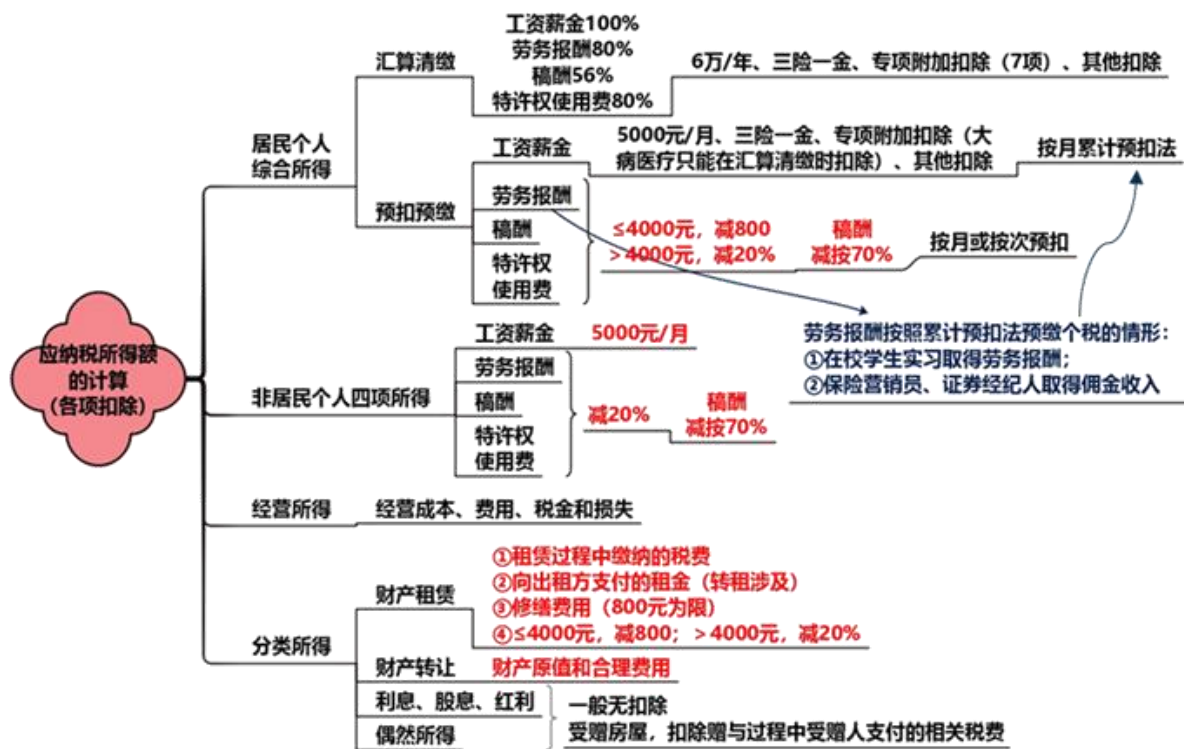 应纳税所得额
的计算
（各项扣除）
居民个人
综合所得
汇算清缴
工资薪金100%
劳务报酬80%
稿酬56%
特许权使用费80%
6万/年、三险一金、专项附加扣除（7项）、其他扣除
预扣预缴
工资薪金
5000元/月、三险一金、专项附加扣除（大
病医疗只能在汇算清缴时扣除）、其他扣除
按月累计预扣法
劳务报酬
稿酬
特许权
使用费
≤4000元，减800
＞4000元，减20%
稿酬
减按70%
按月或按次预扣
劳务报酬按照累计预扣法预缴个税的情形：
①在校学生实习取得劳务报酬；
②保险营销员、证券经纪人取得佣金收入
非居民个人四项所得
工资薪金
5000元/月
劳务报酬
稿酬
特许权
使用费
减20%
稿酬
减按70%
经营所得
经营成本、费用、税金和损失
分类所得
财产租赁
①租赁过程中缴纳的税费
②向出租方支付的租金（转租涉及）
③修缮费用（800元为限）
④≤4000元，减800；＞4000元，减20%
财产转让
财产原值和合理费用
利息、股息、红利
偶然所得
一般无扣除
受赠房屋，扣除赠与过程中受赠人支付的相关税费